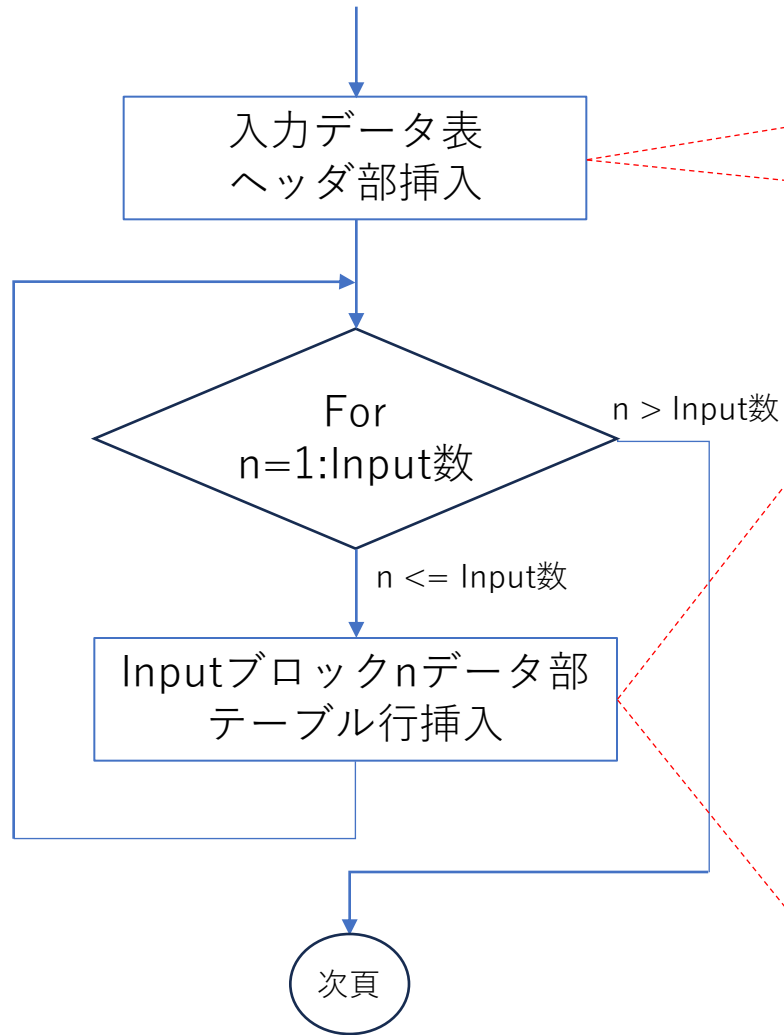 入力データ表
ヘッダ部挿入
For
n=1:Input数
n > Input数
n <= Input数
Inputブロックnデータ部
テーブル行挿入
次頁